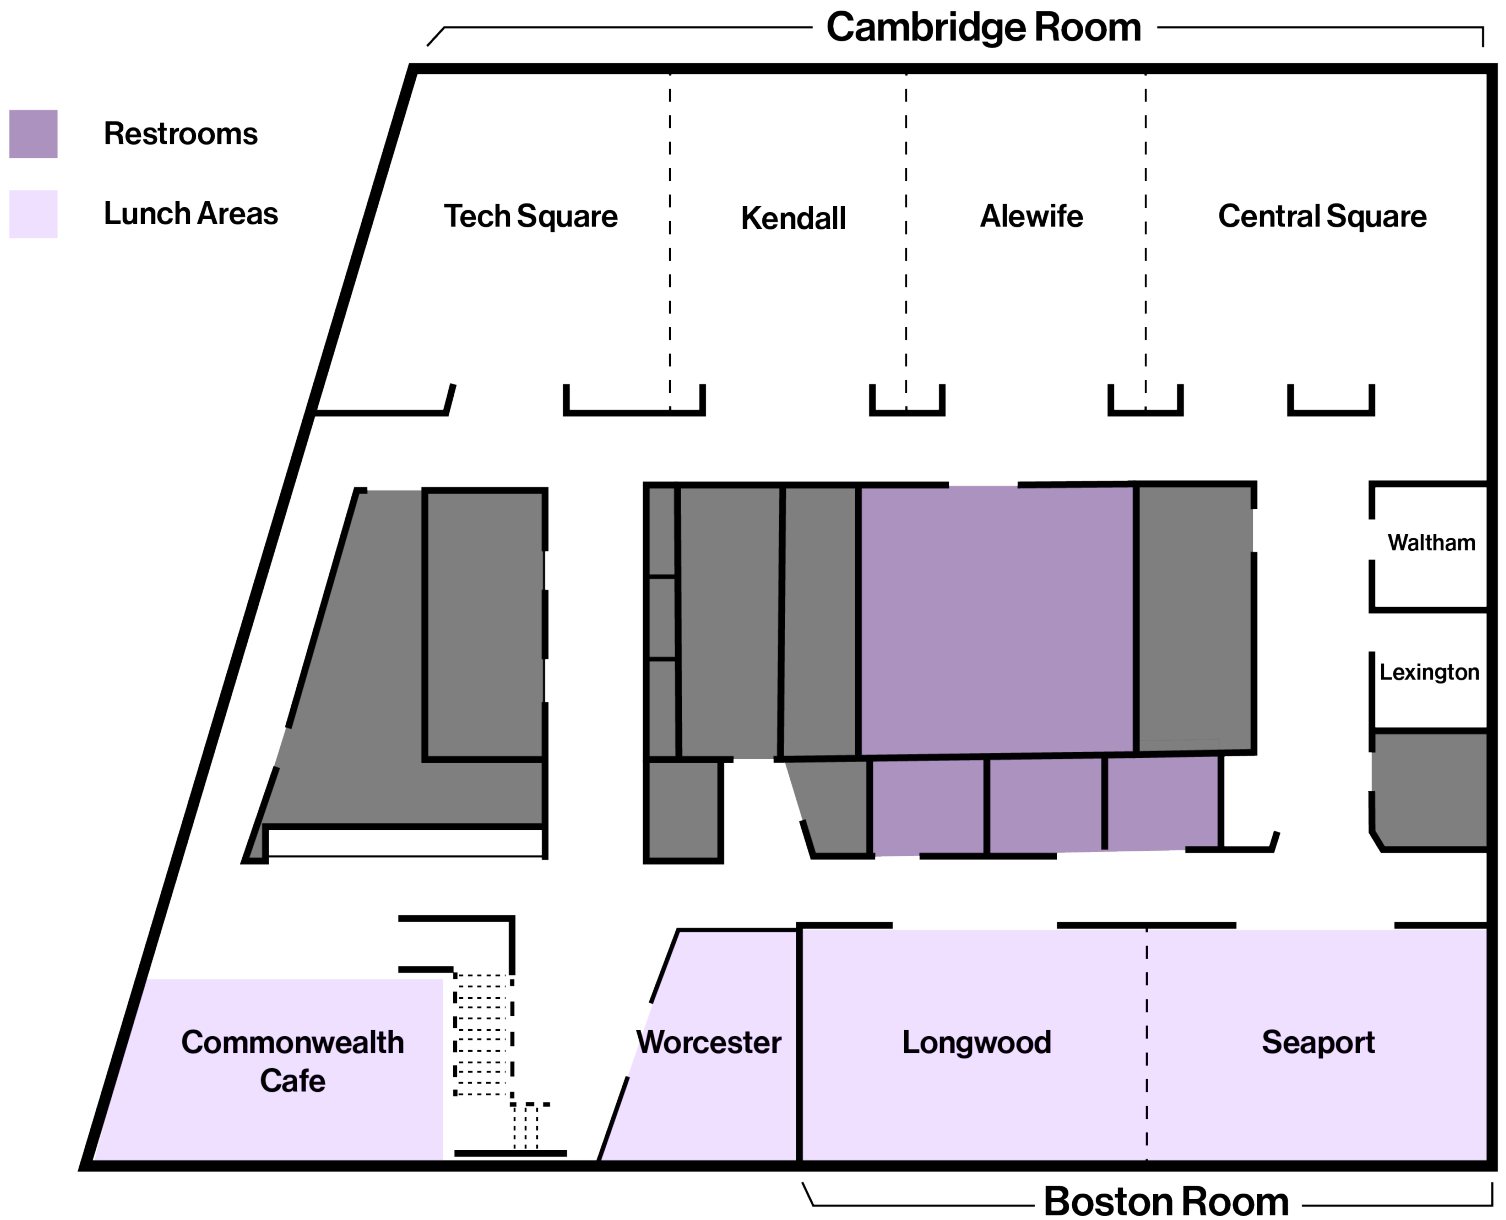 Cambridge Room
Restrooms
Lunch Areas
Tech Square
Kendall
Alewife
Central Square
Waltham
Lexington
Commonwealth
Cafe
Worcester
Longwood
Seaport
Boston Room